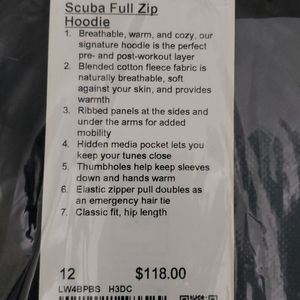 Scuba Full Zip
Hoodie
1. Breathable, warm, and cozy, our
signature hoodie is the perfect
pre- and post-workout layer
2. Blended cotton fleece fabric is
naturally breathable, soft
against your skin, and provides
warmth
3. Ribbed panels at the sides and
under the arms for added
mobility
4. Hidden media pocket lets you
keep your tunes close
5. Thumbholes help keep sleeves
down and hands warm
6. Elastic zipper pull doubles as
an emergency hair tie
7. Classic fit, hip length
12 $118.00
LW4BPBS H3DC